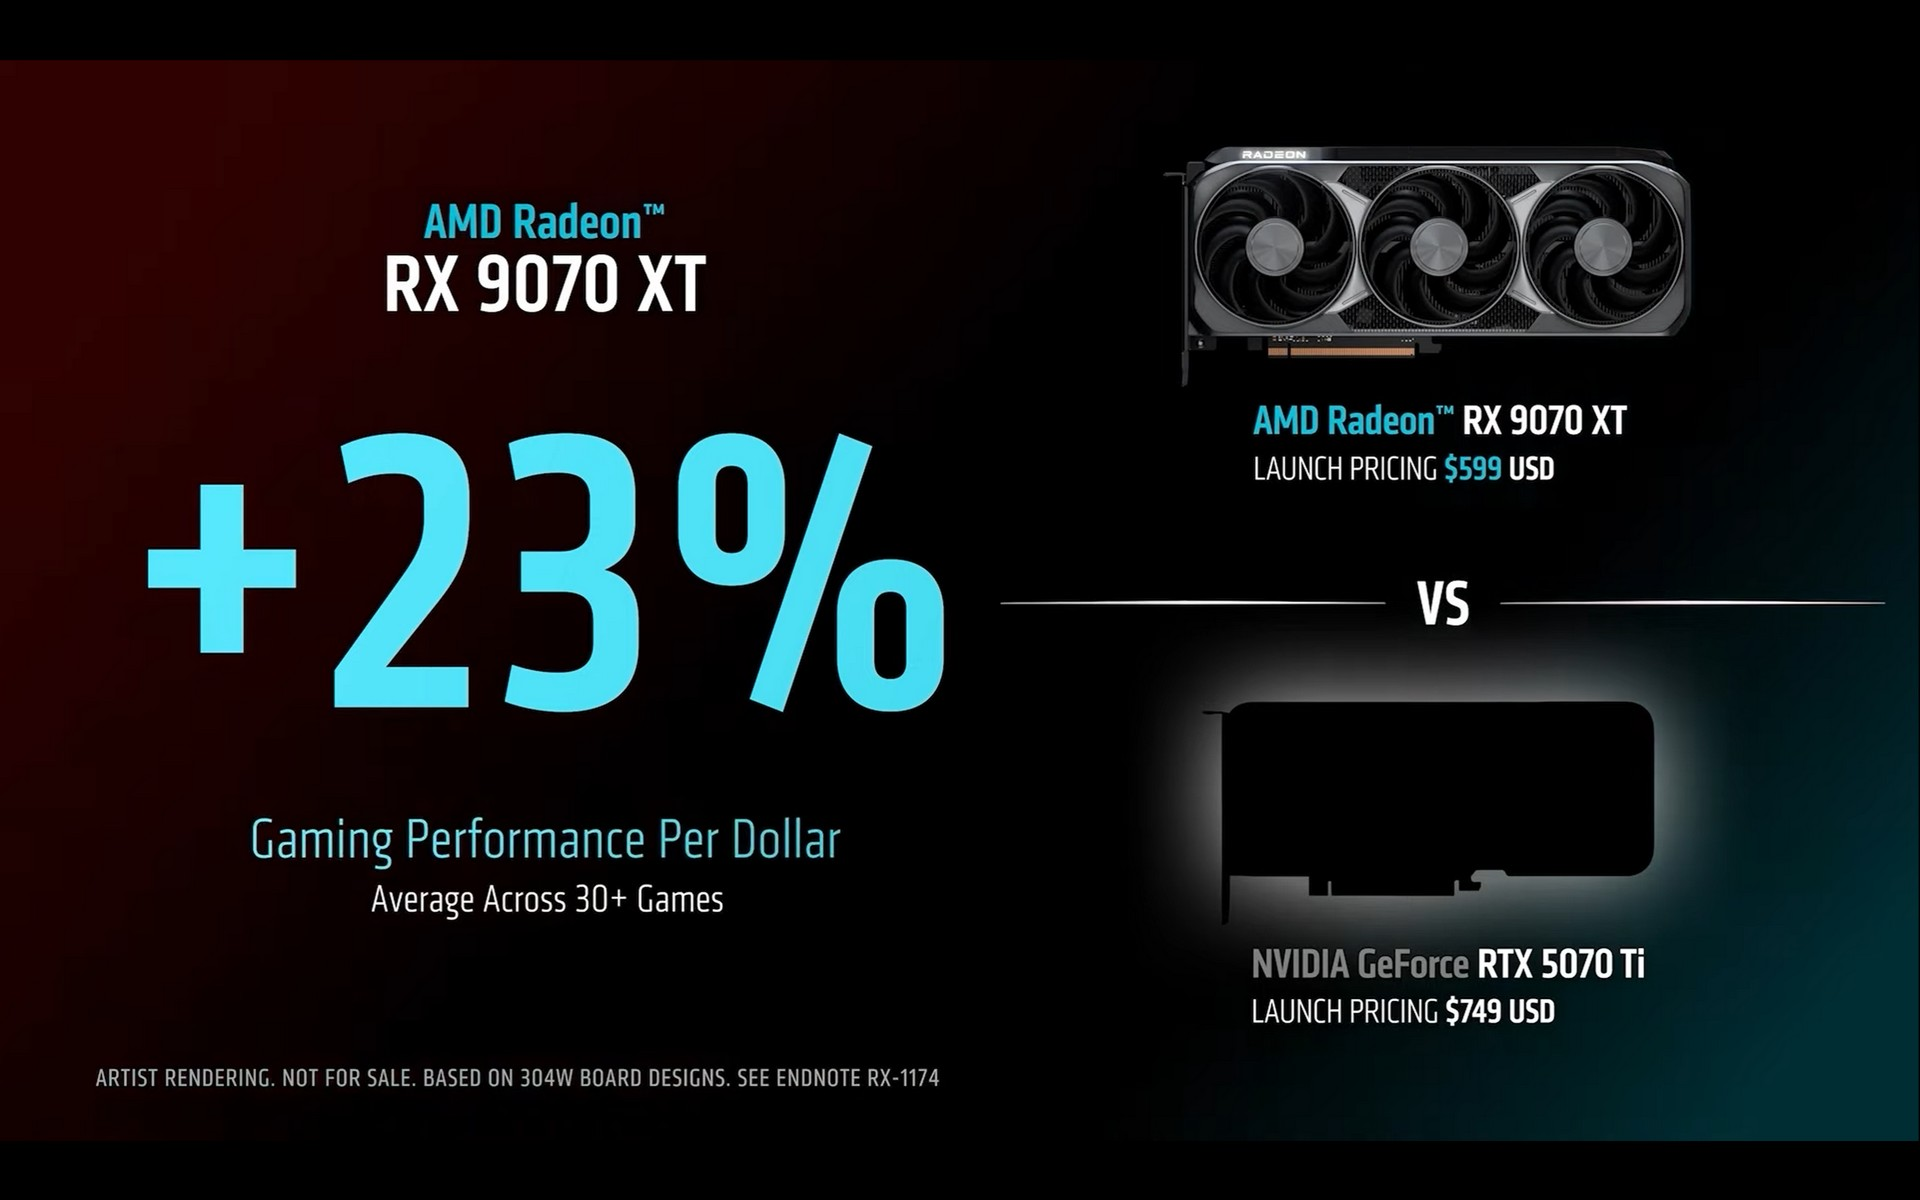 AMD Radeon™
RX 9070 XT
+23%
Gaming Performance Per Dollar
Average Across 30+ Games
ARTIST RENDERING. NOT FOR SALE. BASED ON 304W BOARD DESIGNS. SEE ENDNOTE RX-1174
RADEON
AMD Radeon™ RX 9070 XT
LAUNCH PRICING $599 USD
VS
NVIDIA GeForce RTX 5070 Ti
LAUNCH PRICING $749 USD